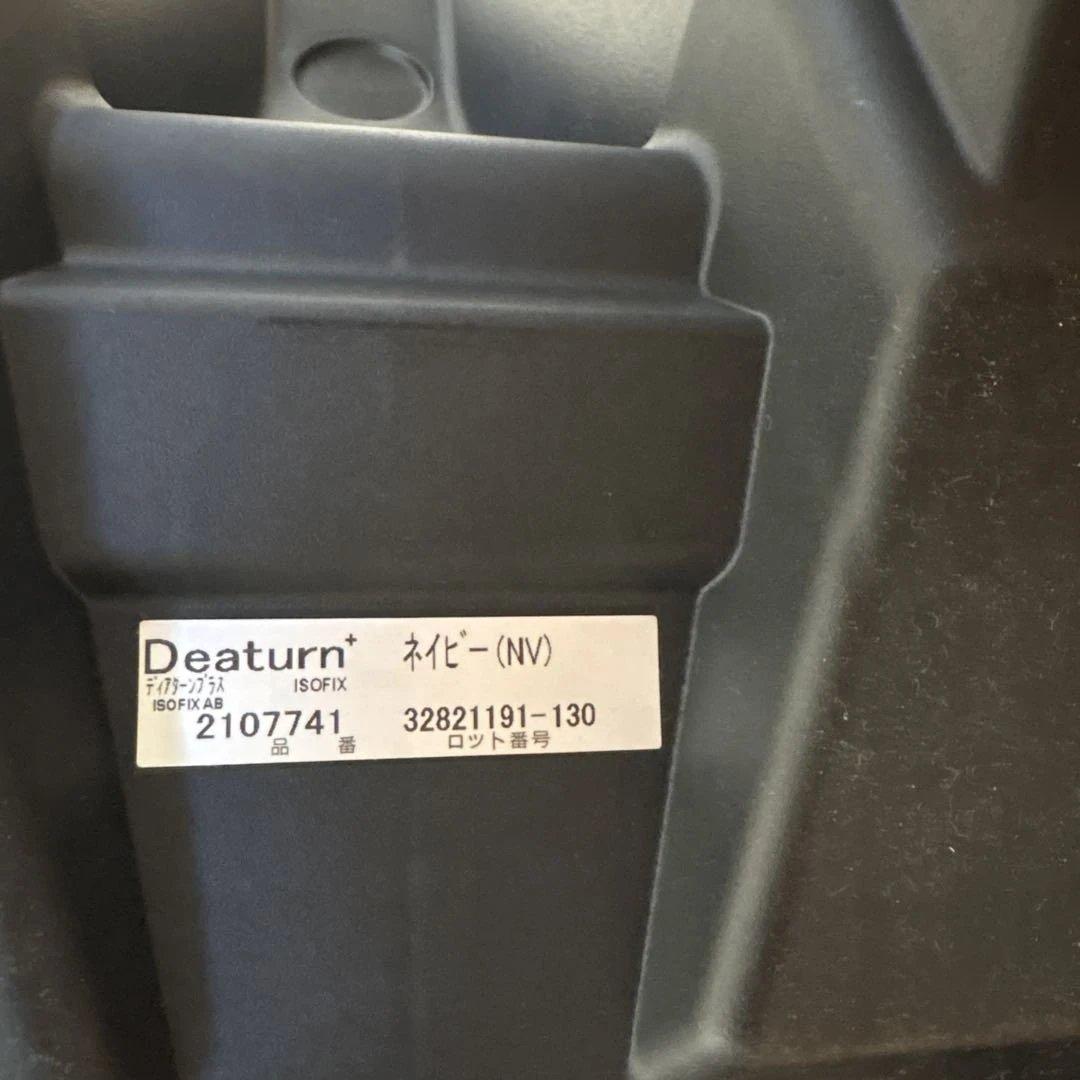 Deaturn⁺ ネイビー(NV)
ディアターンプラス ISOFIX
ISOFIX AB
2107741 32821191-130
品 番 ロット番号